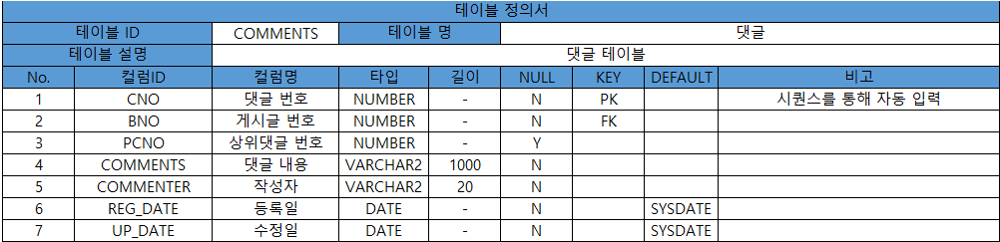 테이블 정의서
테이블 ID COMMENTS 테이블 명 댓글
테이블 설명 댓글 테이블
No. 컬럼ID 컬럼명 타입 길이 NULL KEY DEFAULT 비고
1 CNO 댓글 번호 NUMBER - N PK 시퀀스를 통해 자동 입력
2 BNO 게시글 번호 NUMBER - N FK
3 PCNO 상위댓글 번호 NUMBER - Y
4 COMMENTS 댓글 내용 VARCHAR2 1000 N
5 COMMENTER 작성자 VARCHAR2 20 N
6 REG_DATE 등록일 DATE - N SYSDATE
7 UP_DATE 수정일 DATE - N SYSDATE